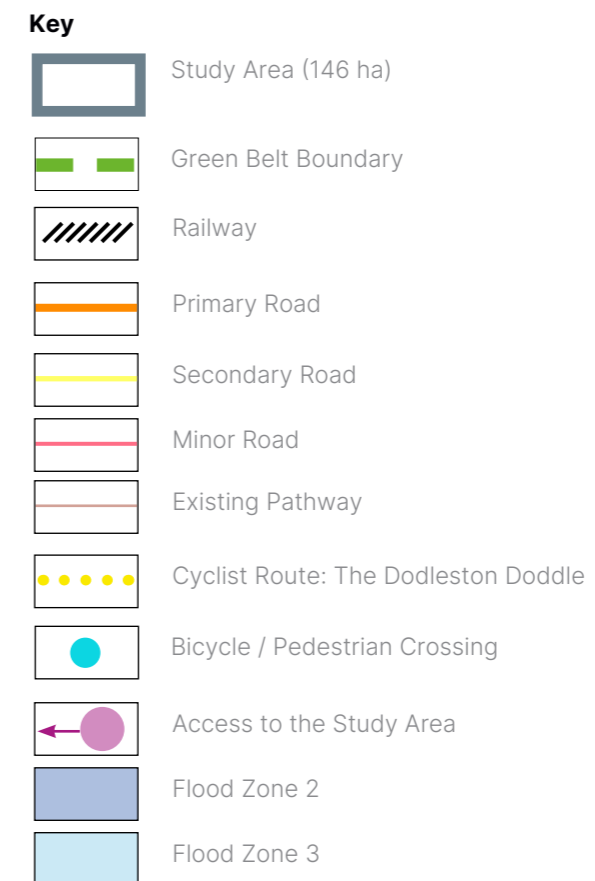 Key
Study Area (146 ha)
Green Belt Boundary
Railway
Primary Road
Secondary Road
Minor Road
Existing Pathway
Cyclist Route: The Dodleston Doddle
Bicycle / Pedestrian Crossing
Access to the Study Area
Flood Zone 2
Flood Zone 3